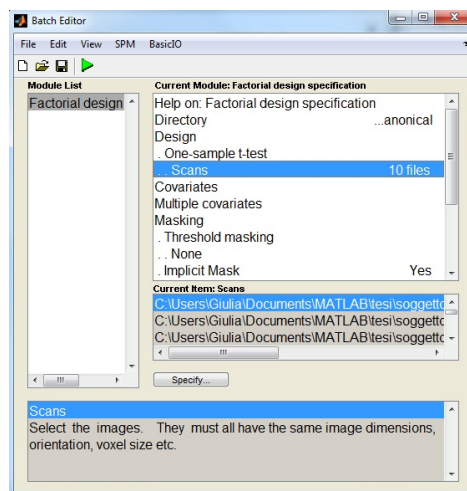 Batch Editor
File Edit View SPM BasicIO
Module List
Factorial design
Current Module: Factorial design specification
Help on: Factorial design specification
Directory ...anonical
Design
. One-sample t-test
. . Scans 10 files
Covariates
Multiple covariates
Masking
. Threshold masking
. . None
. Implicit Mask Yes
Current Item: Scans
C:\Users\Giulia\Documents\MATLAB\tesi\soggetto
C:\Users\Giulia\Documents\MATLAB\tesi\soggetto
C:\Users\Giulia\Documents\MATLAB\tesi\soggetto
Specify...
Scans
Select the images. They must all have the same image dimensions,
orientation, voxel size etc.